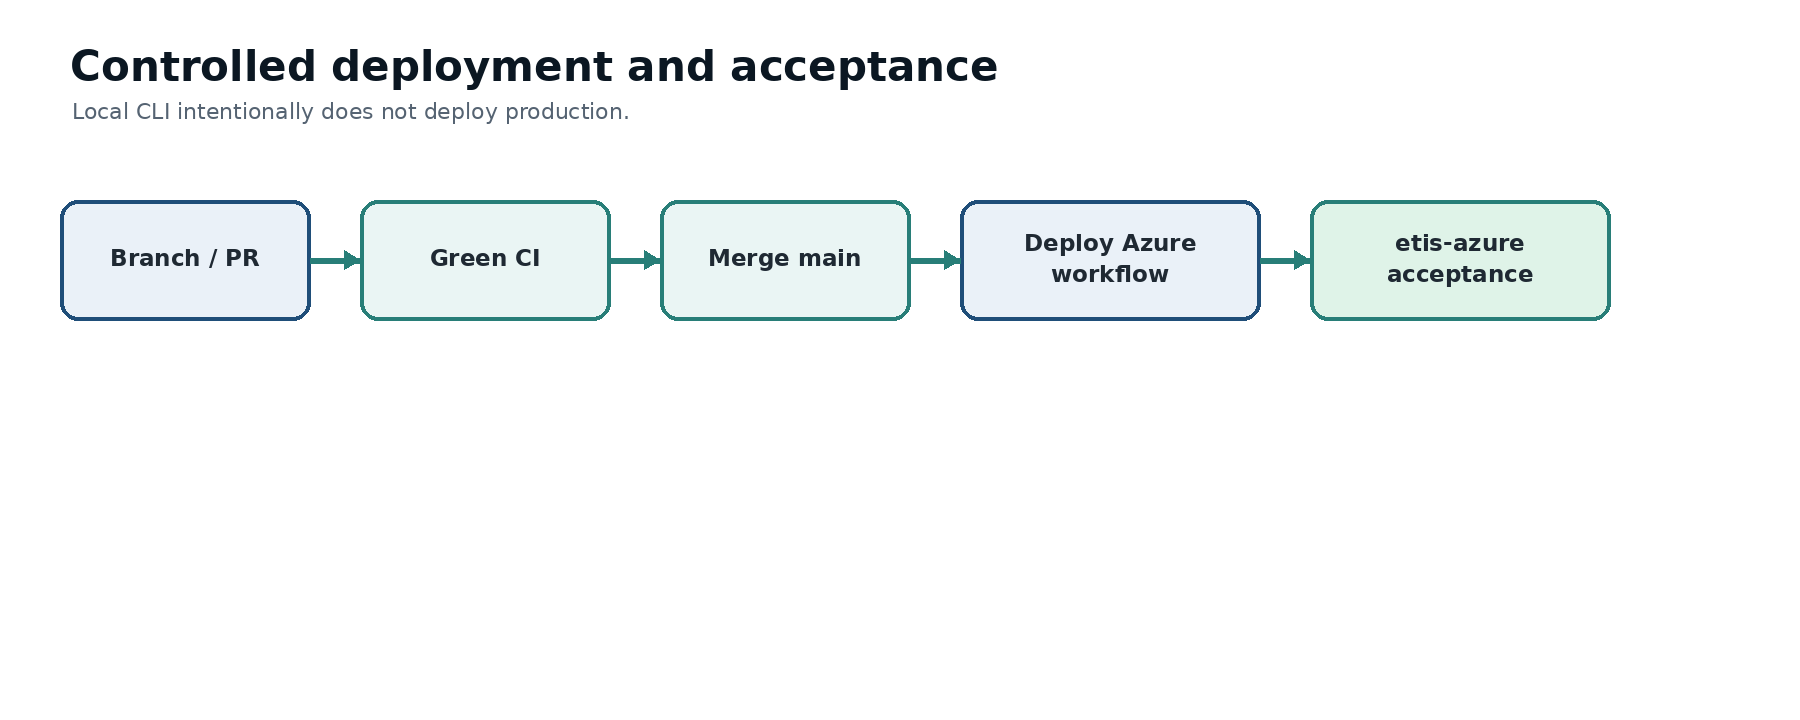 Controlled deployment and acceptance
Local CLI intentionally does not deploy production.
Branch / PR
Green CI
Merge main
Deploy Azure
workflow
etis-azure
acceptance